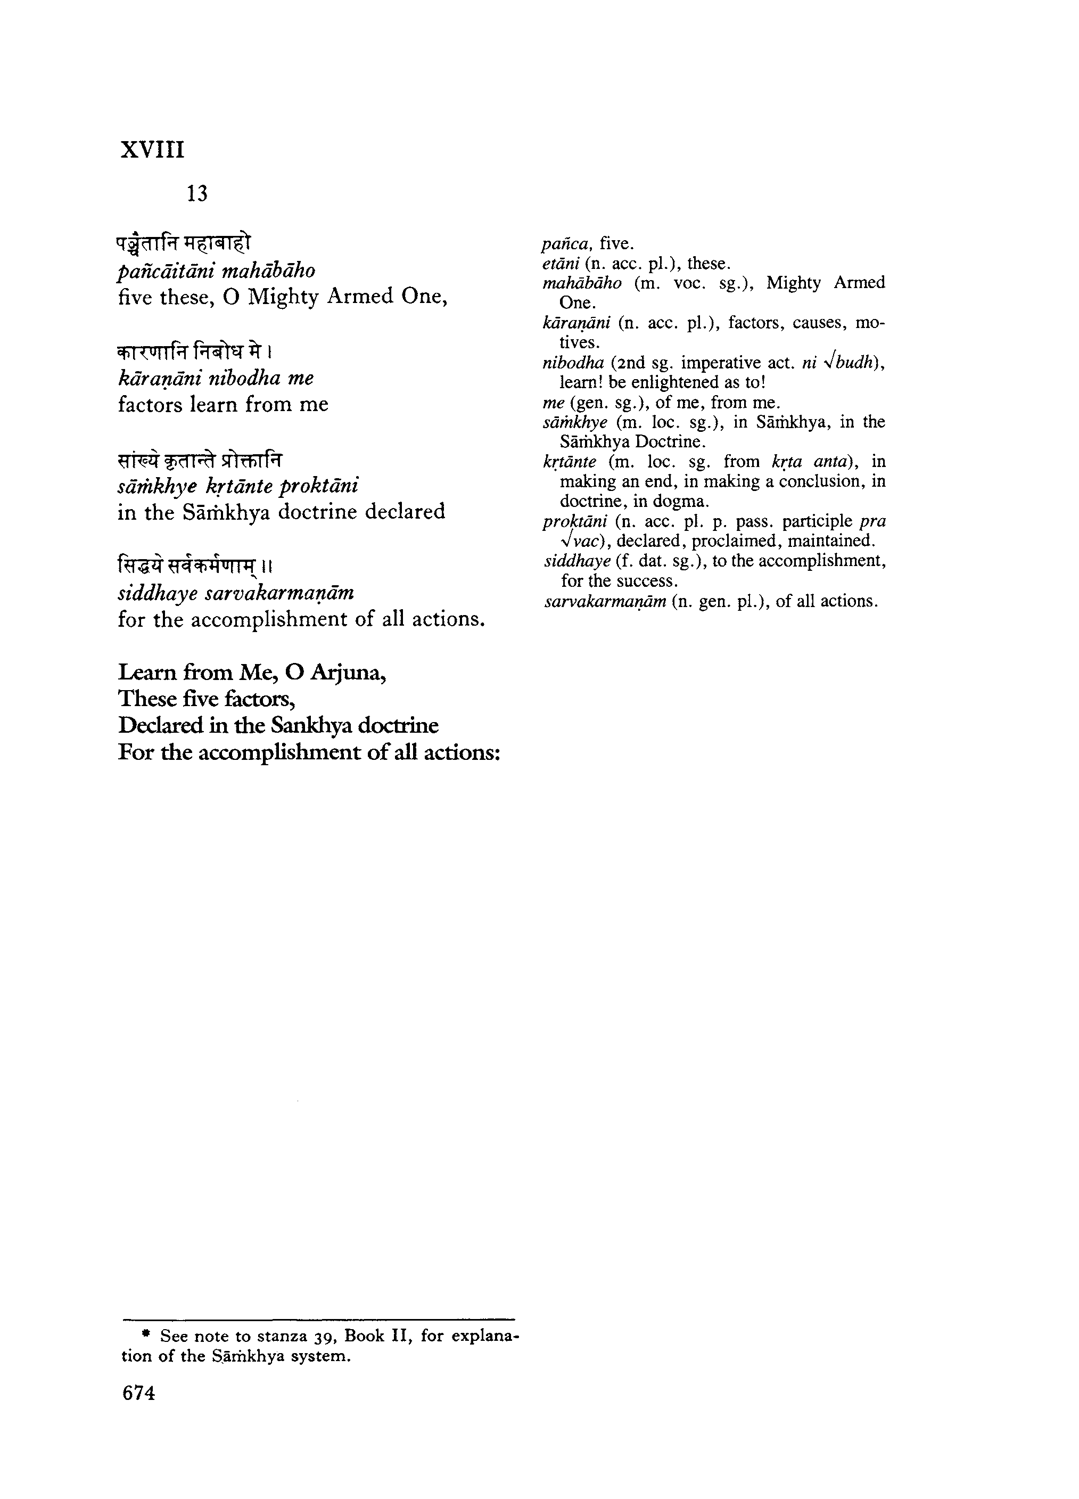 XVIII
13
पञ्चैतानि महाबाहो
pañcāitāni mahābāho
five these, O Mighty Armed One,
कारणानि निबोध मे ।
kāraṇāni nibodha me
factors learn from me
सांख्ये कृतान्ते प्रोक्तानि
sāṁkhye kṛtānte proktāni
in the Sāṁkhya doctrine declared
सिद्धये सर्वकर्मणाम् ।।
siddhaye sarvakarmaṇām
for the accomplishment of all actions.
Learn from Me, O Arjuna,
These five factors,
Declared in the Sankhya doctrine
For the accomplishment of all actions:
pañca, five.
etāni (n. acc. pl.), these.
mahābāho (m. voc. sg.), Mighty Armed
One.
kāraṇāni (n. acc. pl.), factors, causes, mo-
tives.
nibodha (2nd sg. imperative act. ni √budh),
learn! be enlightened as to!
me (gen. sg.), of me, from me.
sāṁkhye (m. loc. sg.), in Sāṁkhya, in the
Sāṁkhya Doctrine.
kṛtānte (m. loc. sg. from kṛta anta), in
making an end, in making a conclusion, in
doctrine, in dogma.
proktāni (n. acc. pl. p. pass. participle pra
√vac), declared, proclaimed, maintained.
siddhaye (f. dat. sg.), to the accomplishment,
for the success.
sarvakarmaṇām (n. gen. pl.), of all actions.
* See note to stanza 39, Book II, for explana-
tion of the Sāṁkhya system.
674